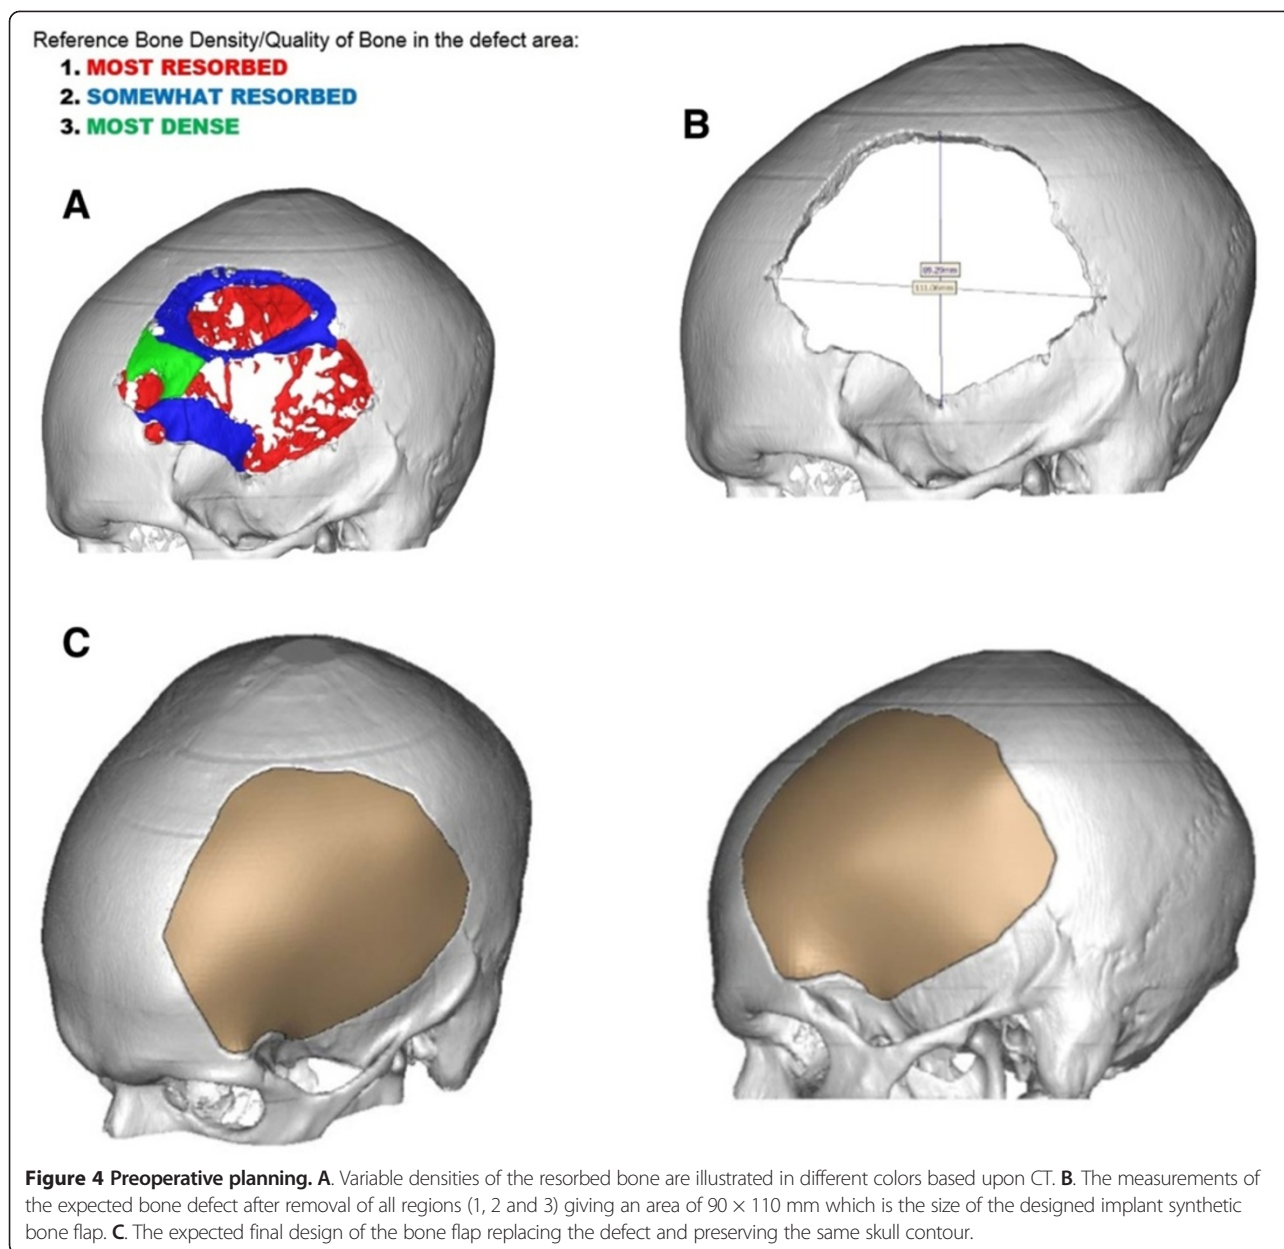 Reference Bone Density/Quality of Bone in the defect area:
1. MOST RESORBED
2. SOMEWHAT RESORBED
3. MOST DENSE
A
B
111.06mm
C
Figure 4 Preoperative planning. A. Variable densities of the resorbed bone are illustrated in different colors based upon CT. B. The measurements of
the expected bone defect after removal of all regions (1, 2 and 3) giving an area of 90 × 110 mm which is the size of the designed implant synthetic
bone flap. C. The expected final design of the bone flap replacing the defect and preserving the same skull contour.